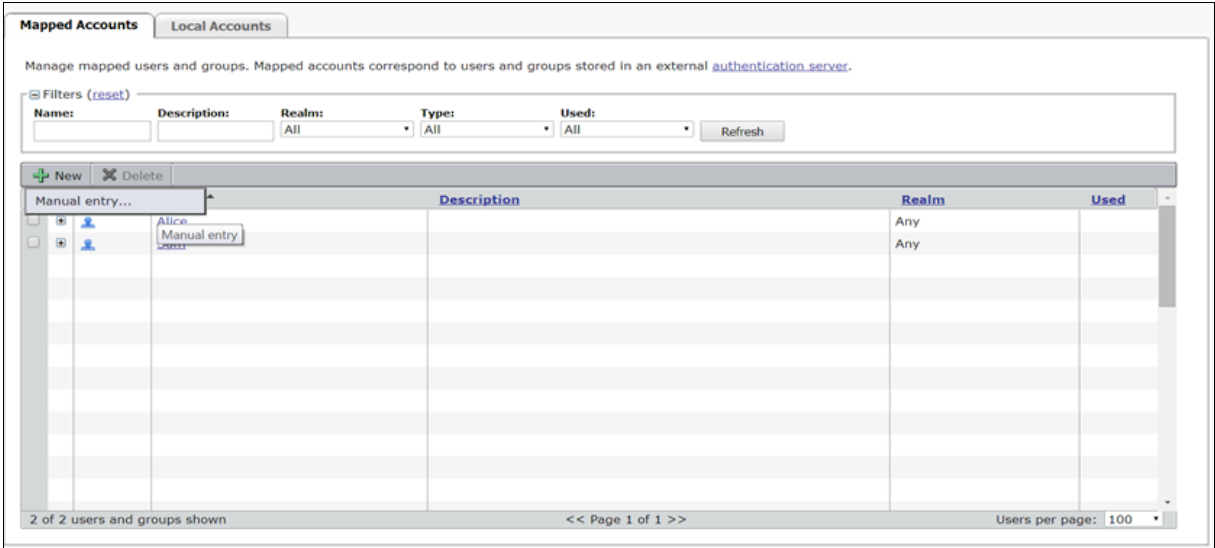 Mapped Accounts Local Accounts
Manage mapped users and groups. Mapped accounts correspond to users and groups stored in an external authentication server.
Filters (reset)
Name: Description: Realm: Type: Used:
All All All Refresh
New Delete
Manual entry... Description Realm Used
Alice Any
Manual entry
Any
2 of 2 users and groups shown << Page 1 of 1 >> Users per page: 100